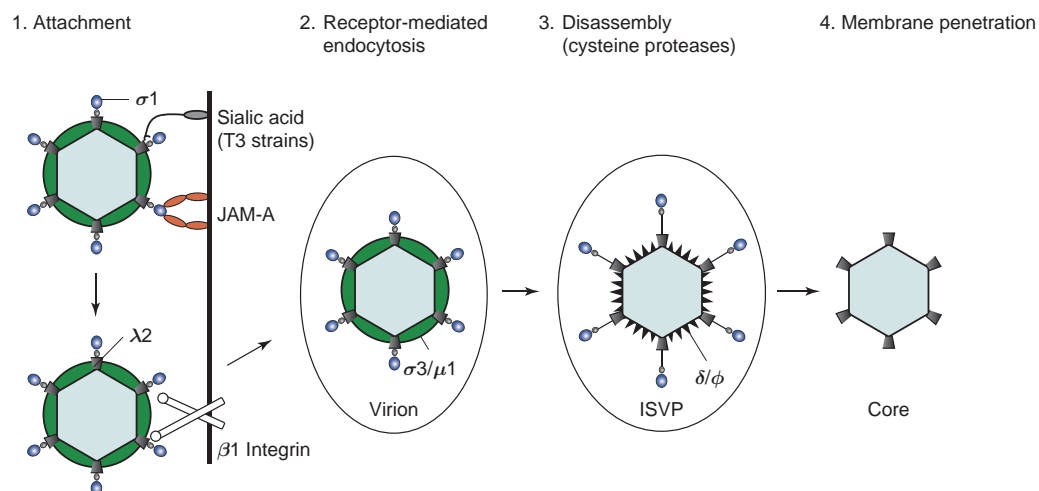 1. Attachment
2. Receptor-mediated
endocytosis
3. Disassembly
(cysteine proteases)
4. Membrane penetration
σ1
Sialic acid
(T3 strains)
JAM-A
λ2
β1 Integrin
σ3/μ1
Virion
δ/ϕ
ISVP
Core